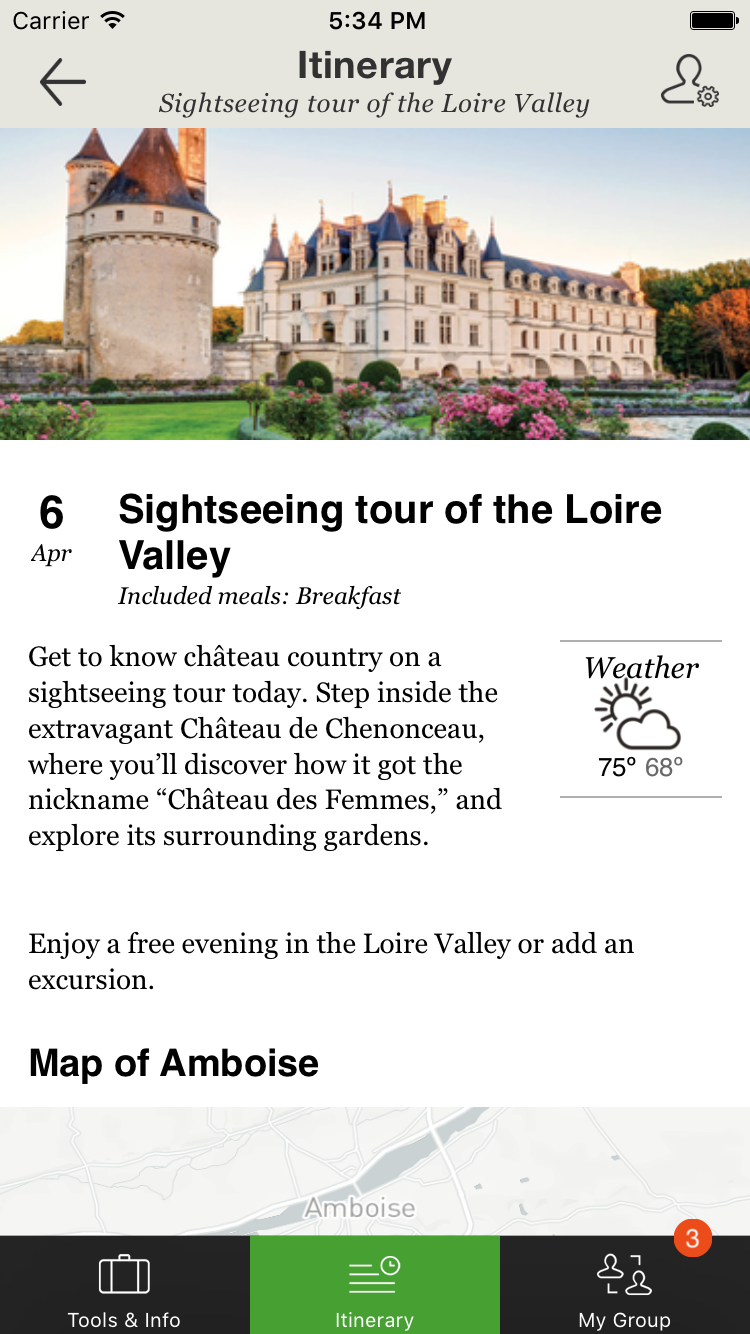 Carrier 5:34 PM
Itinerary
Sightseeing tour of the Loire Valley
6
Apr
Sightseeing tour of the Loire
Valley
Included meals: Breakfast
Get to know château country on a
sightseeing tour today. Step inside the
extravagant Château de Chenonceau,
where you’ll discover how it got the
nickname “Château des Femmes,” and
explore its surrounding gardens.
Weather
75º 68º
Enjoy a free evening in the Loire Valley or add an
excursion.
Map of Amboise
Amboise
3
Tools & Info
Itinerary
My Group